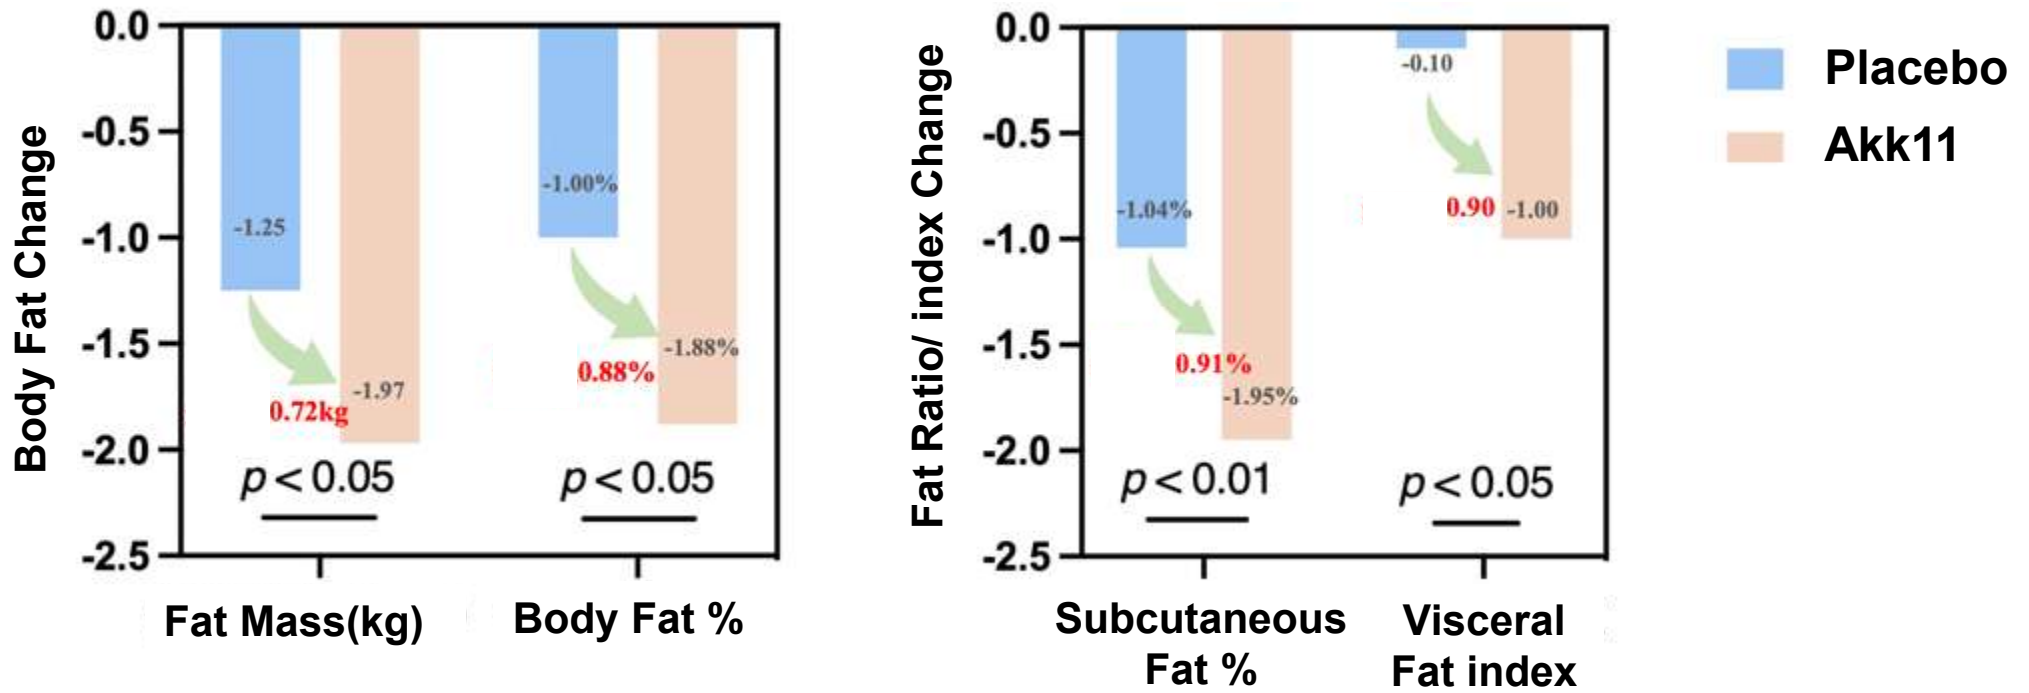 Body Fat Change
0.0
-0.5
-1.0
-1.5
-2.0
-2.5
-1.25
-1.97
0.72kg
p < 0.05
-1.00%
-1.88%
0.88%
p < 0.05
Fat Mass(kg)
Body Fat %
Fat Ratio/ index Change
0.0
-0.5
-1.0
-1.5
-2.0
-2.5
-1.04%
-1.95%
0.91%
p < 0.01
-0.10
0.90
-1.00
p < 0.05
Subcutaneous
Fat %
Visceral
Fat index
Placebo
Akk11